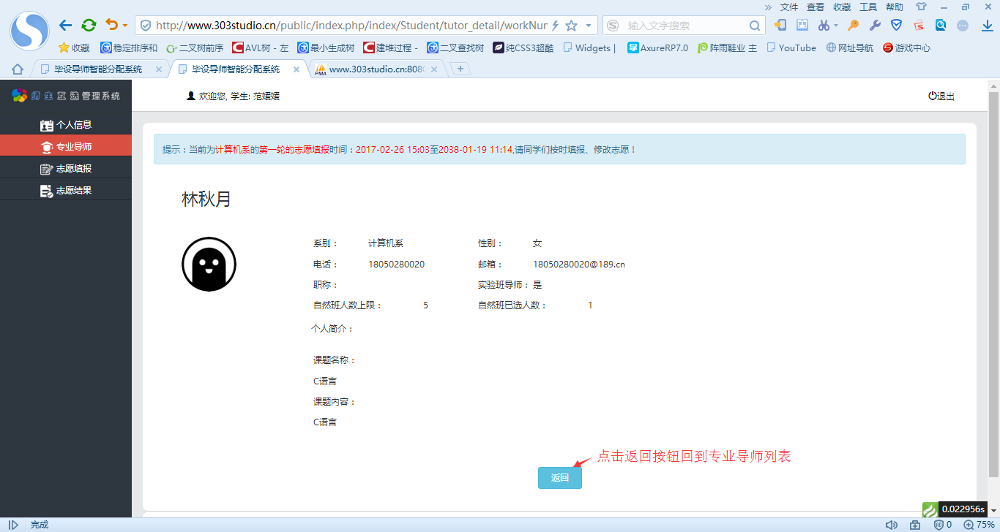 » 文件 查看 收藏 工具 帮助
http://www.303studio.cn/public/index.php/index/Student/tutor_detail/workNur
输入文字搜索
收藏 稳定排序和 二叉树前序 AVL树 - 左 最小生成树 建堆过程 - 二叉查找树 纯CSS3超酷 Widgets | AxureRP7.0 阵雨鞋业 主 YouTube 网址导航 游戏中心
毕设导师智能分配系统 毕设导师智能分配系统 www.303studio.cn:8080
师生互选管理系统
欢迎您, 学生: 范媛媛
退出
个人信息
专业导师
志愿填报
志愿结果
提示：当前为计算机系的第一轮的志愿填报时间：2017-02-26 15:03至2038-01-19 11:14,请同学们按时填报、修改志愿！
林秋月
系别： 计算机系 性别： 女
电话： 18050280020 邮箱： 18050280020@189.cn
职称： 实验班导师： 是
自然班人数上限： 5 自然班已选人数： 1
个人简介：
课题名称：
C语言
课题内容：
C语言
点击返回按钮回到专业导师列表
返回
0.022956s
完成
0 75%